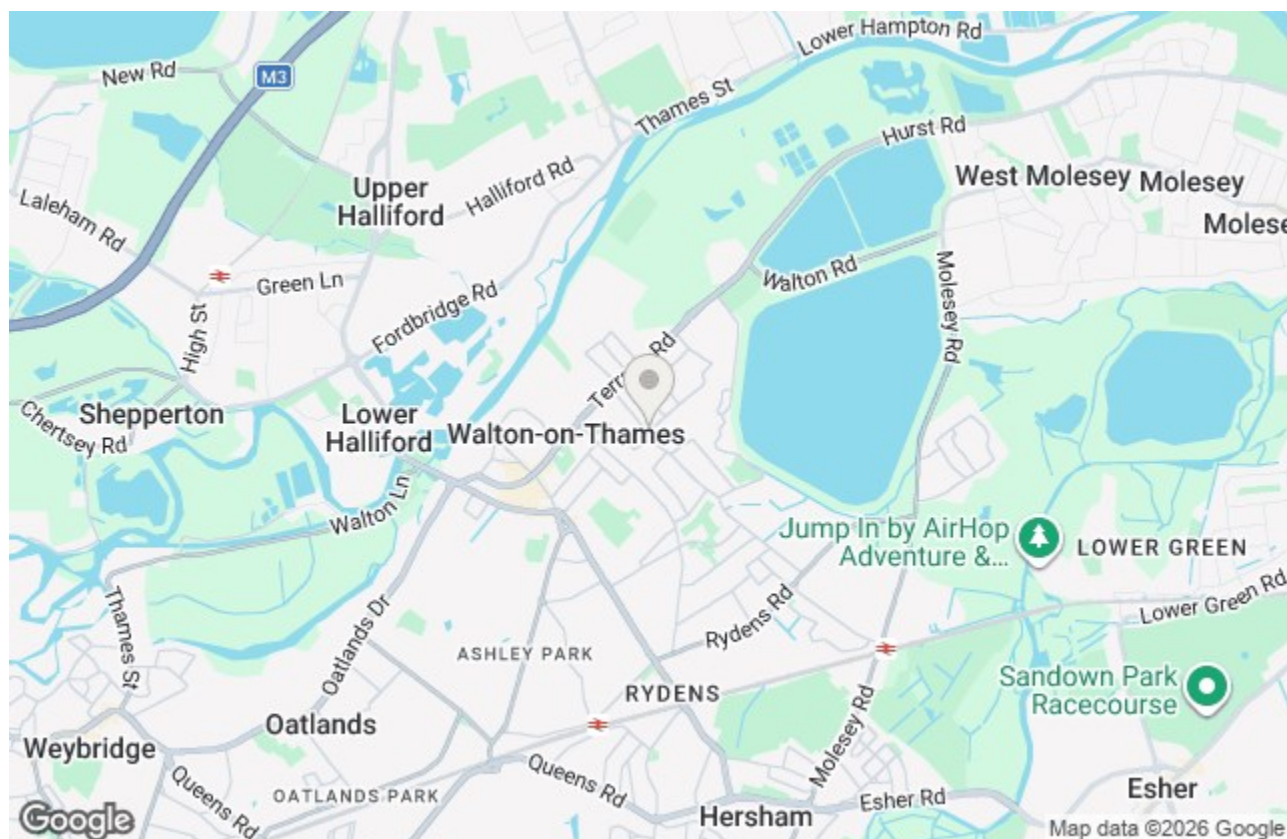 Lower Hampton Rd
New Rd
M3
Thames St
Hurst Rd
Upper
Halliford
Halliford Rd
West Molesey
Molesey
Molese
Laleham Rd
Green Ln
Walton Rd
Molesey Rd
High St
Fordbridge Rd
Shepperton
Chertsey Rd
Lower
Halliford
Walton-on-Thames
Walton Ln
Jump In by AirHop
Adventure &...
LOWER GREEN
Thames St
Oatlands Dr
Rydens Rd
Lower Green Rd
ASHLEY PARK
RYDENS
Sandown Park
Racecourse
Oatlands
Weybridge
Molesey Rd
Queens Rd
OATLANDS PARK
Queens Rd
Hersham
Esher Rd
Esher
Google
Map data ©2026 Google